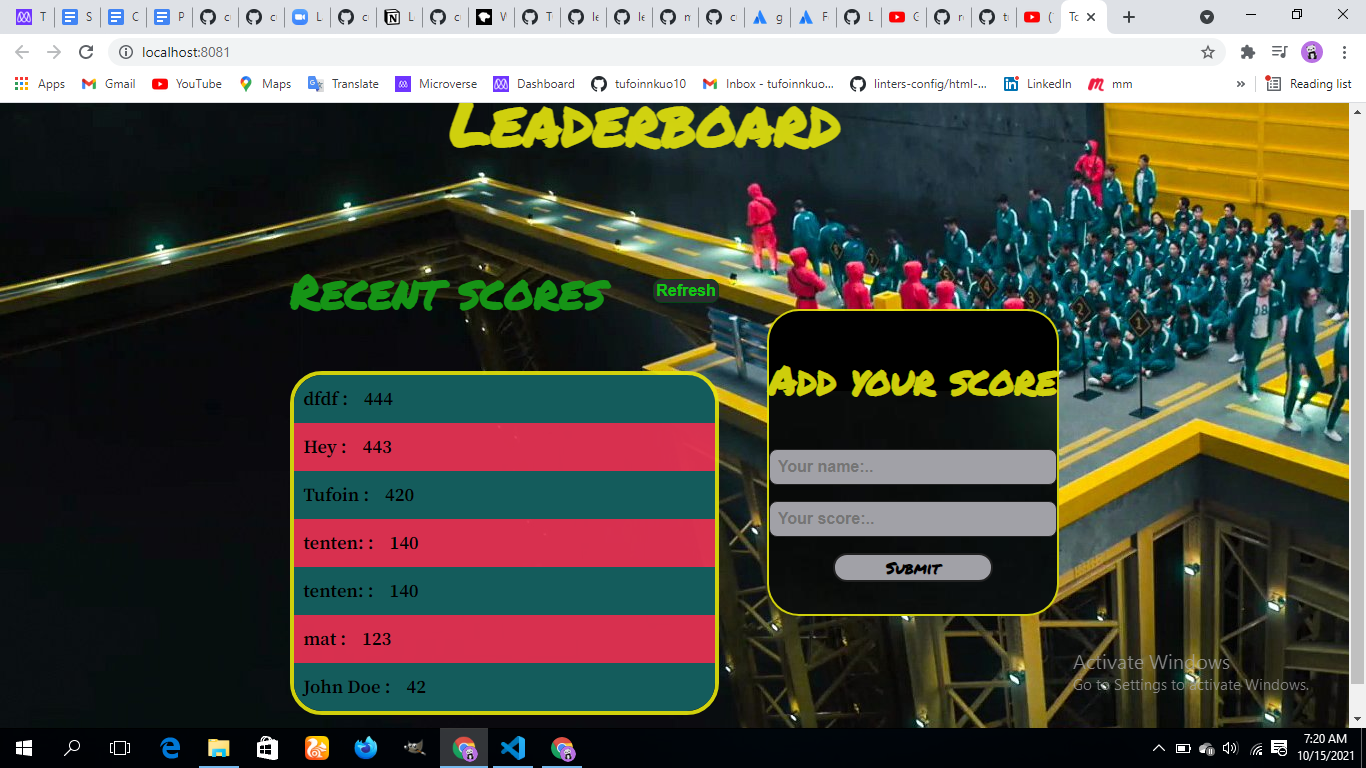 T
S
C
P
c
c
L
c
L
c
W
T
le
le
m
c
g
F
L
G
r
t
(
Tc
localhost:8081
Apps
Gmail
YouTube
Maps
Translate
Microverse
Dashboard
tufoinnkuo10
Inbox - tufoinnkuo...
linters-config/html-...
LinkedIn
mm
»
Reading list
Leaderboard
Recent scores
Refresh
dfdf : 444
Hey : 443
Tufoin : 420
tenten: : 140
tenten: : 140
mat : 123
John Doe : 42
Add your score
Your name:..
Your score:..
Submit
Activate Windows
Go to Settings to activate Windows.
7:20 AM
10/15/2021